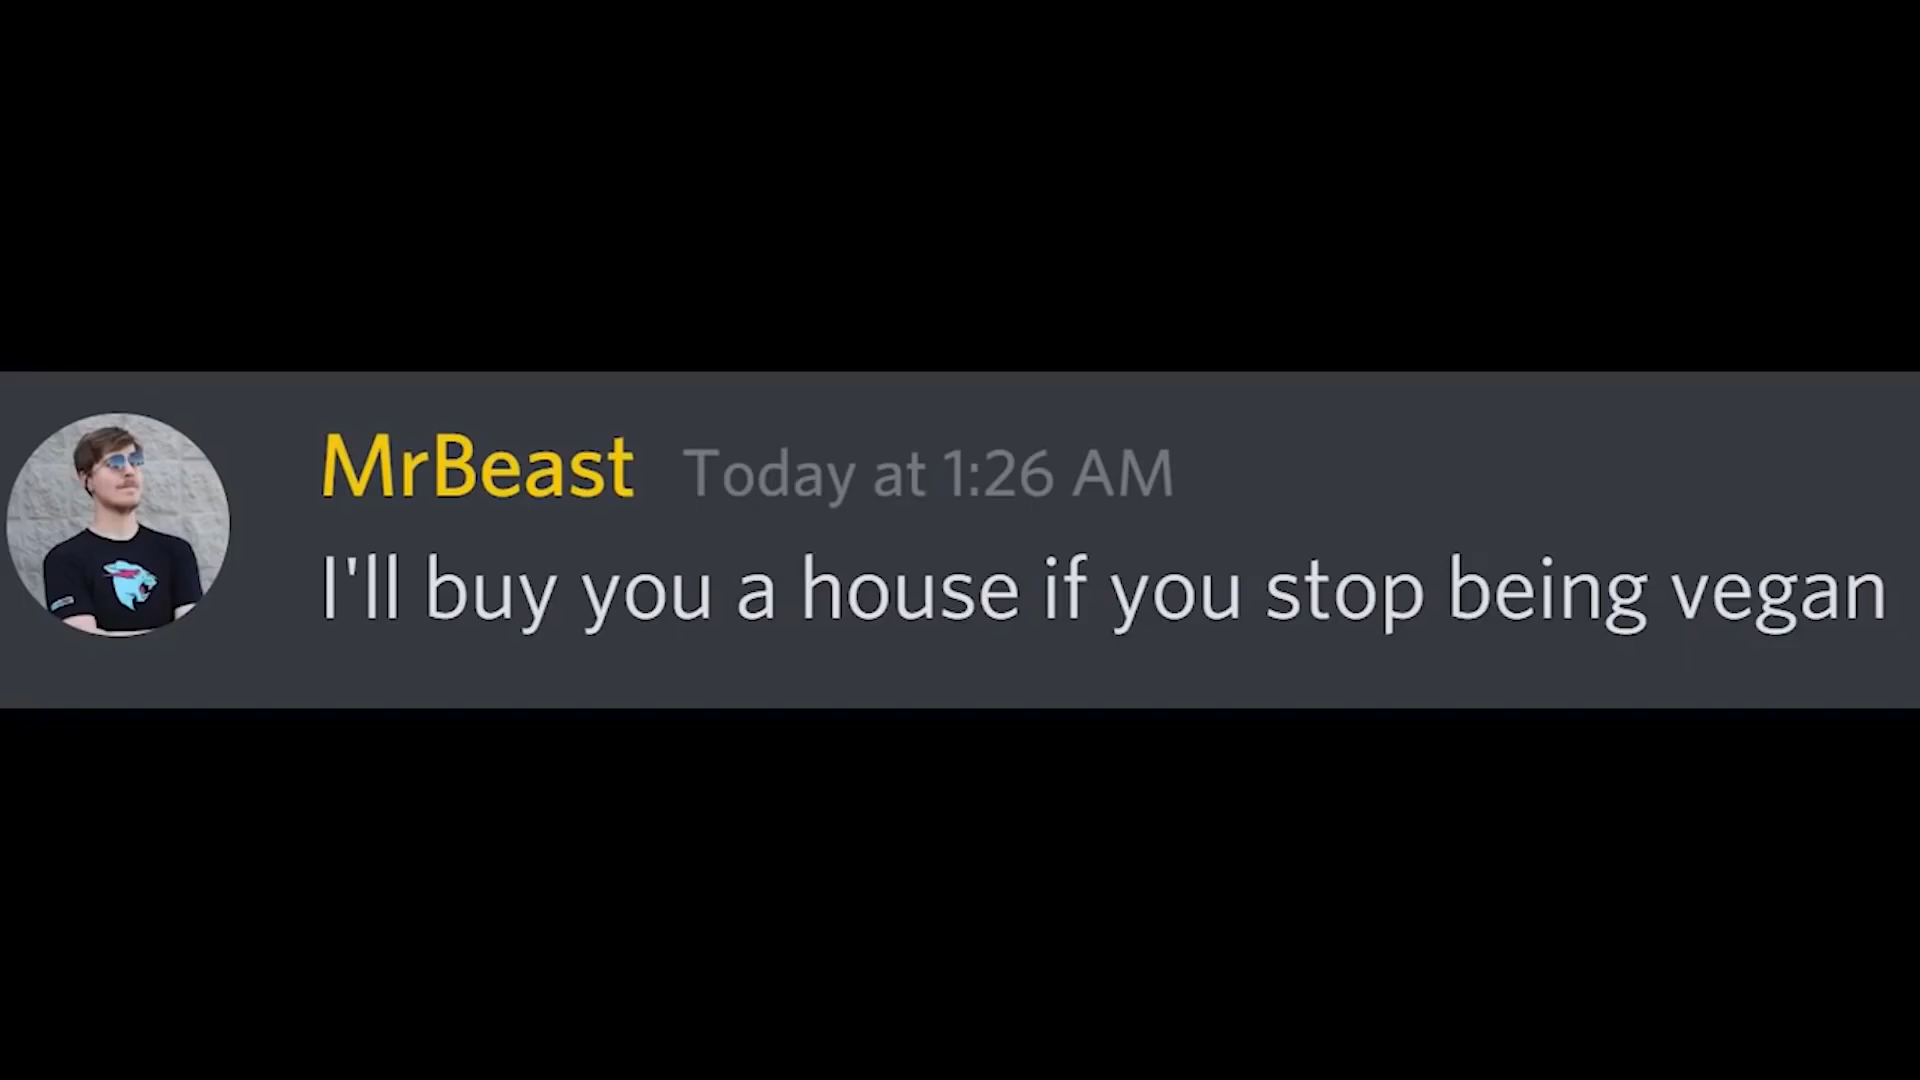 MrBeast Today at 1:26 AM
I'll buy you a house if you stop being vegan